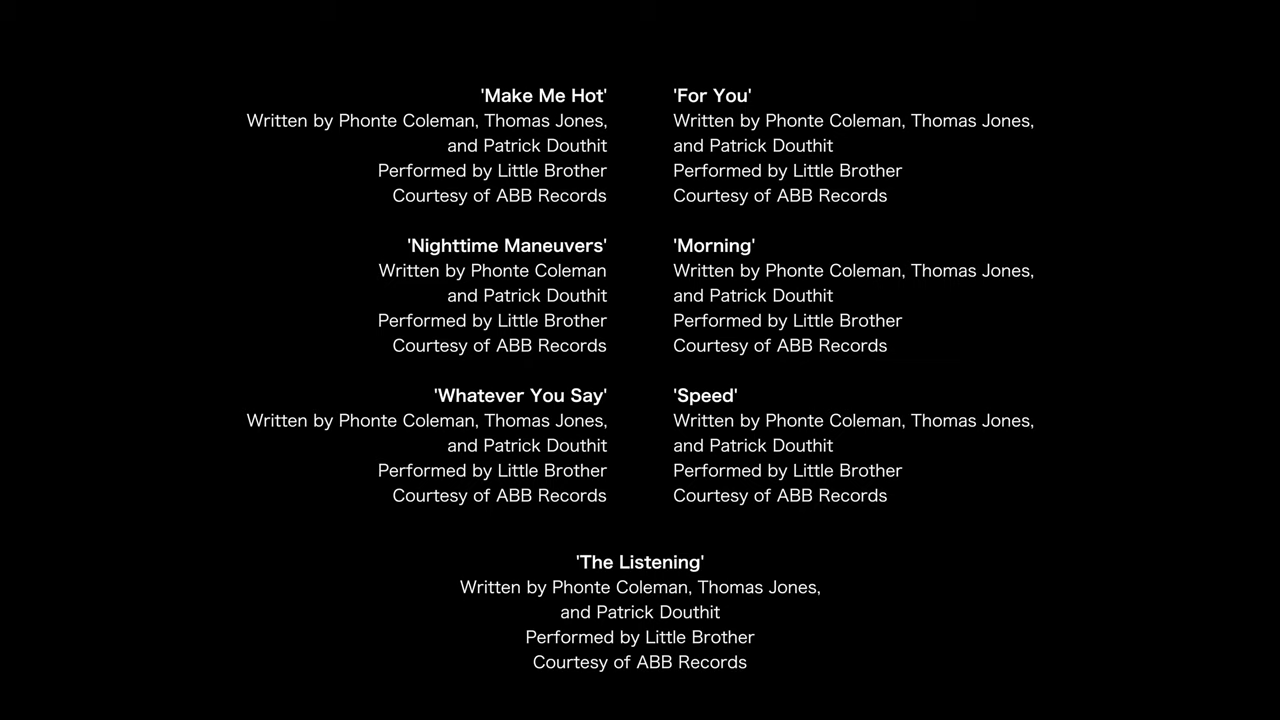 'Make Me Hot'
Written by Phonte Coleman, Thomas Jones,
and Patrick Douthit
Performed by Little Brother
Courtesy of ABB Records
'For You'
Written by Phonte Coleman, Thomas Jones,
and Patrick Douthit
Performed by Little Brother
Courtesy of ABB Records
'Nighttime Maneuvers'
Written by Phonte Coleman
and Patrick Douthit
Performed by Little Brother
Courtesy of ABB Records
'Morning'
Written by Phonte Coleman, Thomas Jones,
and Patrick Douthit
Performed by Little Brother
Courtesy of ABB Records
'Whatever You Say'
Written by Phonte Coleman, Thomas Jones,
and Patrick Douthit
Performed by Little Brother
Courtesy of ABB Records
'Speed'
Written by Phonte Coleman, Thomas Jones,
and Patrick Douthit
Performed by Little Brother
Courtesy of ABB Records
'The Listening'
Written by Phonte Coleman, Thomas Jones,
and Patrick Douthit
Performed by Little Brother
Courtesy of ABB Records